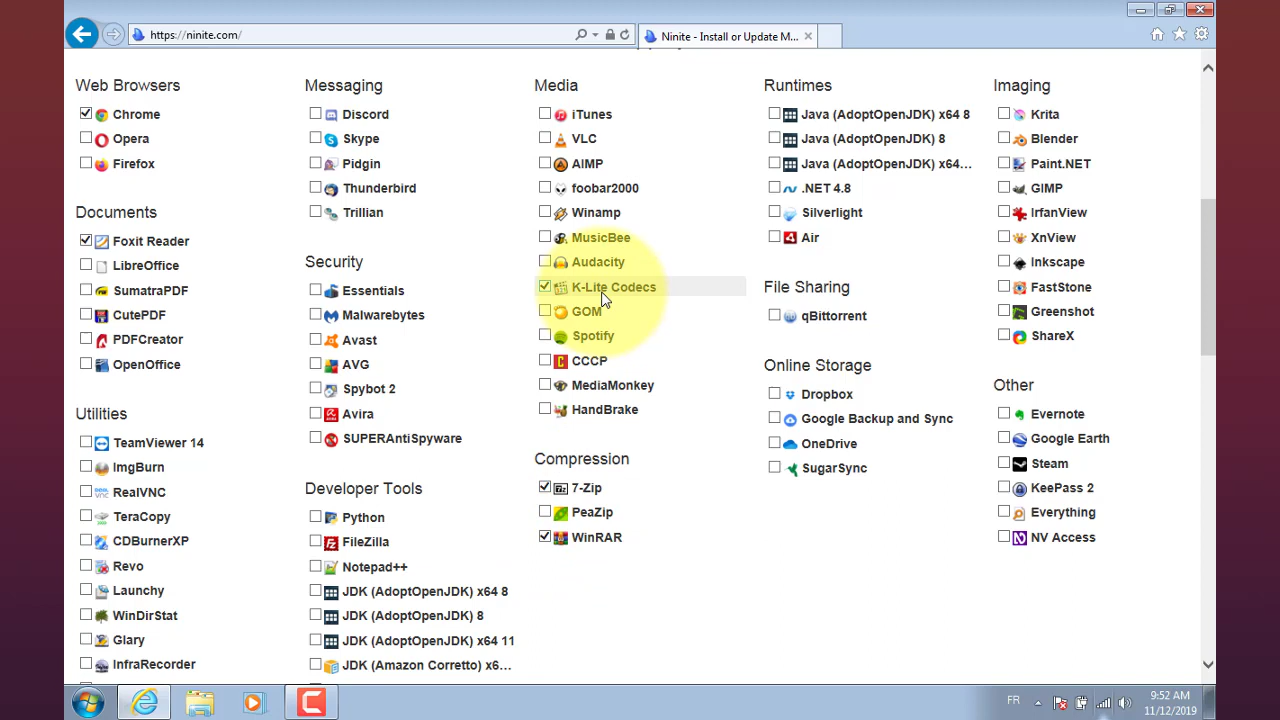 https://ninite.com/
Ninite - Install or Update M...
Web Browsers
Chrome
Opera
Firefox
Documents
Foxit Reader
LibreOffice
SumatraPDF
CutePDF
PDFCreator
OpenOffice
Utilities
TeamViewer 14
ImgBurn
RealVNC
TeraCopy
CDBurnerXP
Revo
Launchy
WinDirStat
Glary
InfraRecorder
Messaging
Discord
Skype
Pidgin
Thunderbird
Trillian
Security
Essentials
Malwarebytes
Avast
AVG
Spybot 2
Avira
SUPERAntiSpyware
Developer Tools
Python
FileZilla
Notepad++
JDK (AdoptOpenJDK) x64 8
JDK (AdoptOpenJDK) 8
JDK (AdoptOpenJDK) x64 11
JDK (Amazon Corretto) x6...
Media
iTunes
VLC
AIMP
foobar2000
Winamp
MusicBee
Audacity
K-Lite Codecs
GOM
Spotify
CCCP
MediaMonkey
HandBrake
Compression
7-Zip
PeaZip
WinRAR
Runtimes
Java (AdoptOpenJDK) x64 8
Java (AdoptOpenJDK) 8
Java (AdoptOpenJDK) x64...
.NET 4.8
Silverlight
Air
File Sharing
qBittorrent
Online Storage
Dropbox
Google Backup and Sync
OneDrive
SugarSync
Imaging
Krita
Blender
Paint.NET
GIMP
IrfanView
XnView
Inkscape
FastStone
Greenshot
ShareX
Other
Evernote
Google Earth
Steam
KeePass 2
Everything
NV Access
FR
9:52 AM
11/12/2019